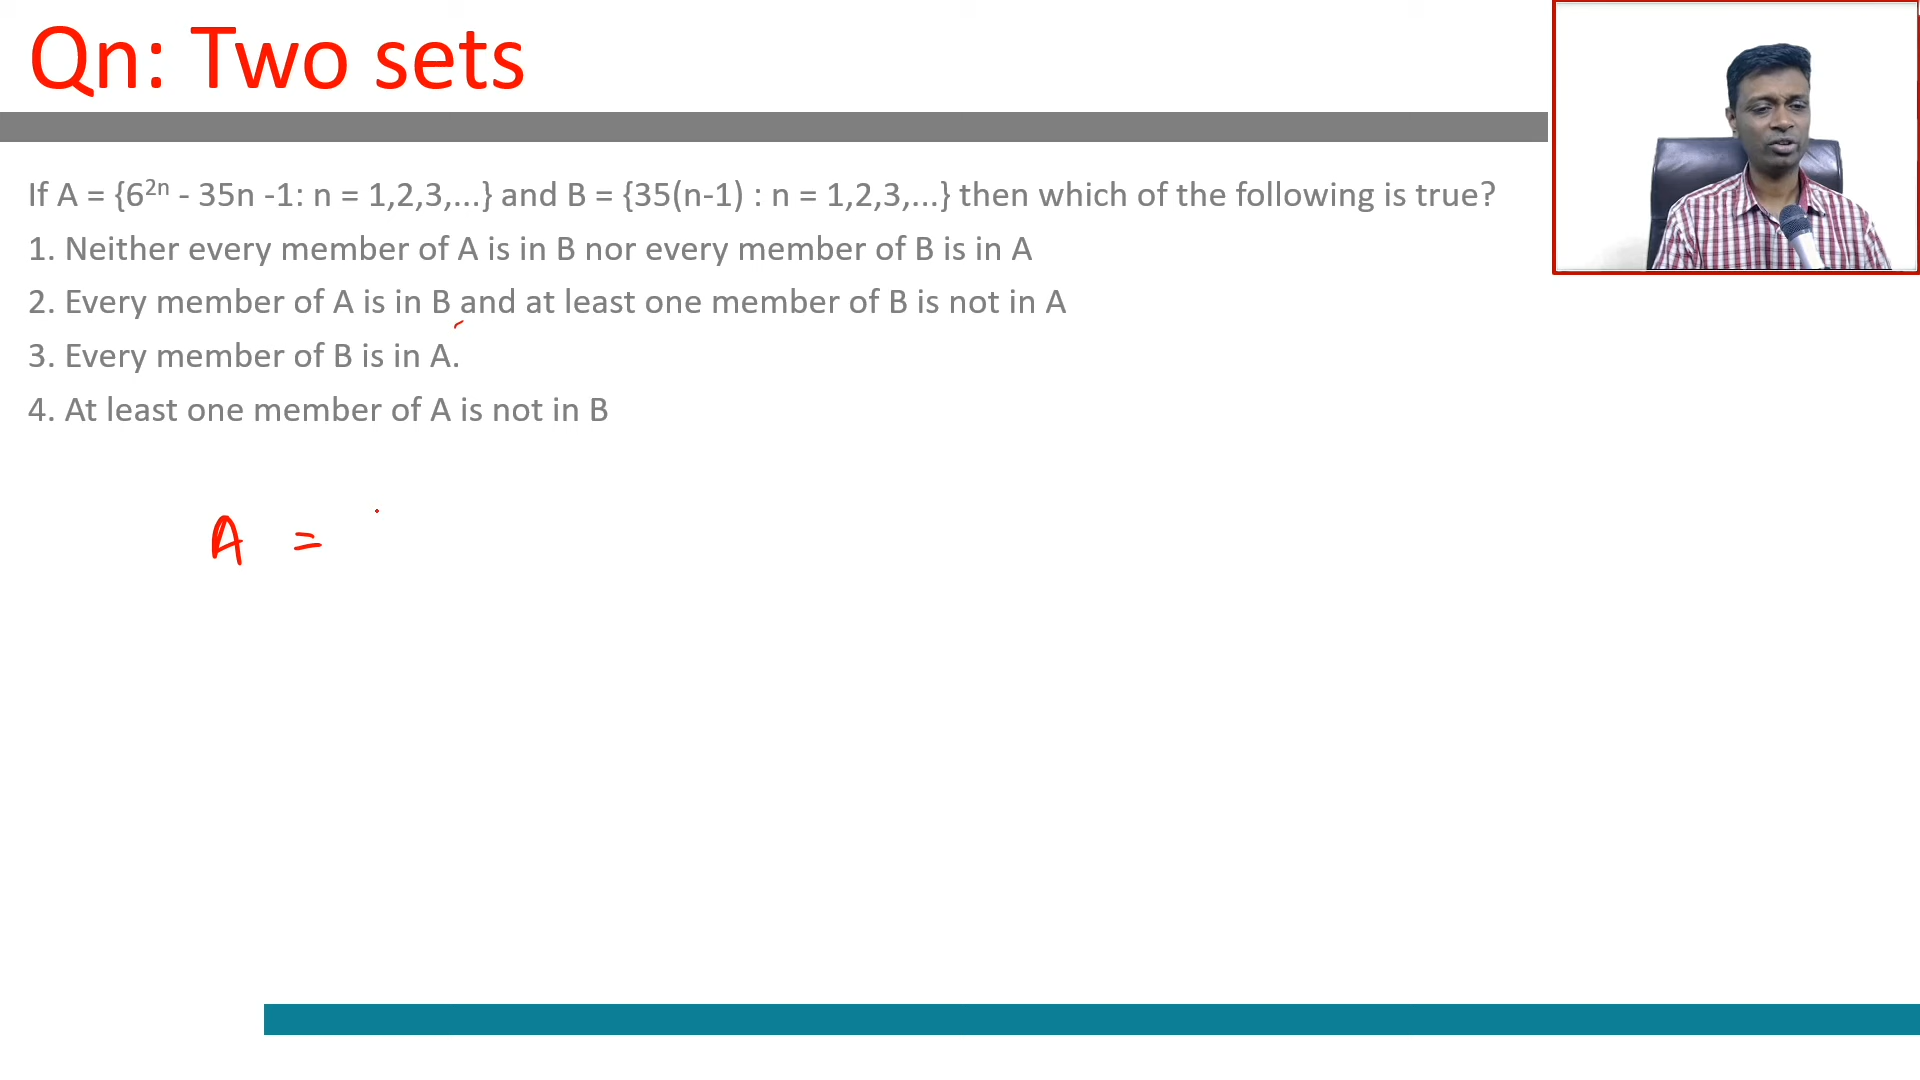 Qn: Two sets
If A = {6²ⁿ - 35n -1: n = 1,2,3,...} and B = {35(n-1) : n = 1,2,3,...} then which of the following is true?
1. Neither every member of A is in B nor every member of B is in A
2. Every member of A is in B and at least one member of B is not in A
3. Every member of B is in A.
4. At least one member of A is not in B
A =